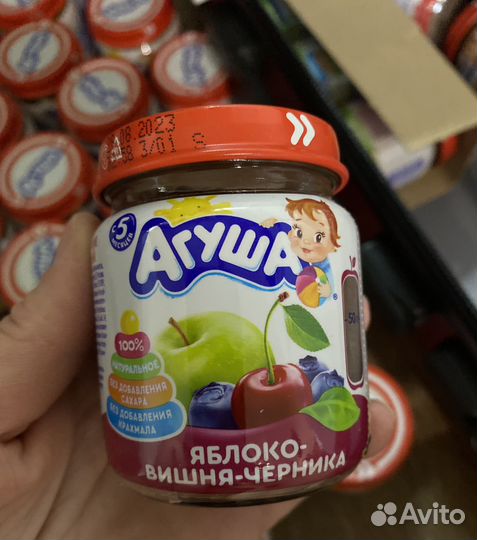 .08.2023
08 3/01 S
С 5
МЕСЯЦЕВ
АГУША
100%
НАТУРАЛЬНОЕ
БЕЗ ДОБАВЛЕНИЯ
САХАРА
БЕЗ ДОБАВЛЕНИЯ
КРАХМАЛА
ЯБЛОКО-
ВИШНЯ-ЧЕРНИКА
Avito